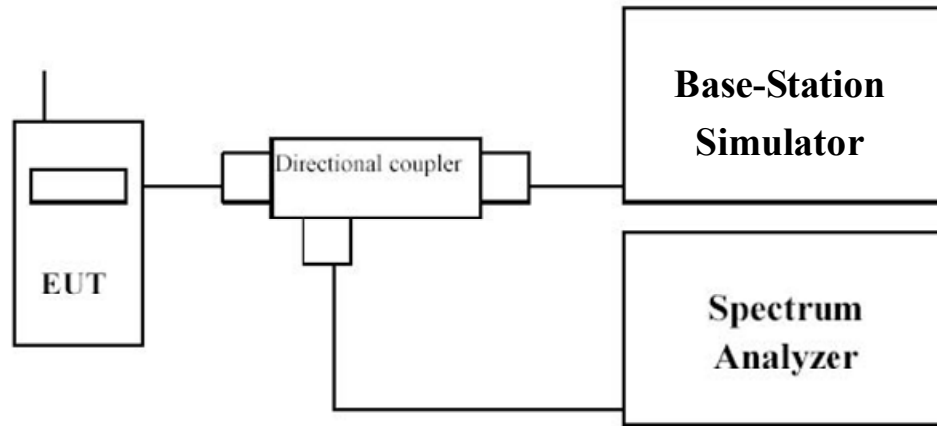 Base-Station
Simulator
Directional coupler
EUT
Spectrum
Analyzer